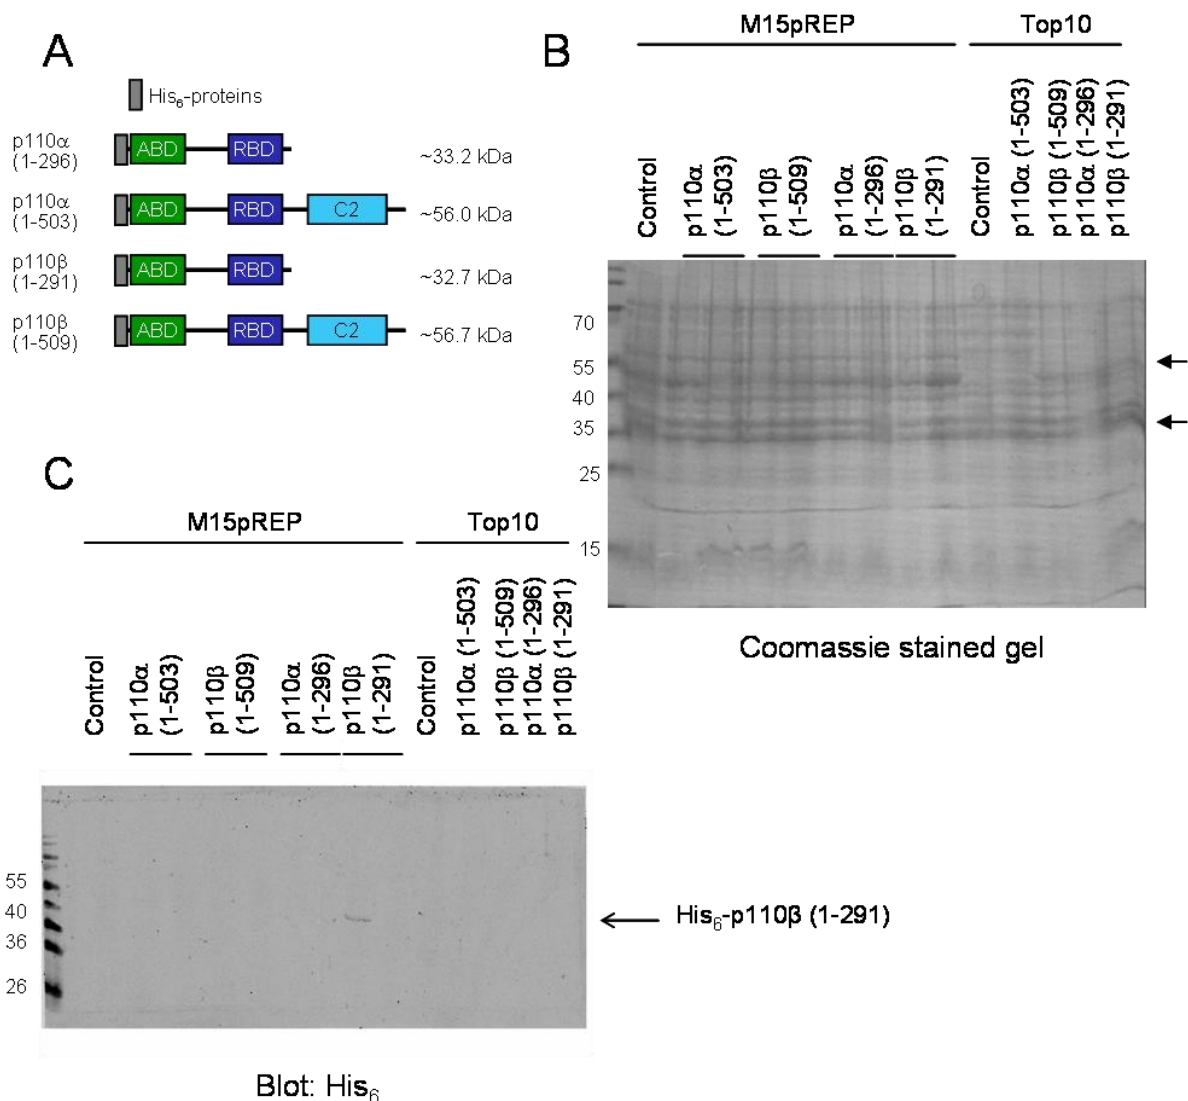 A
His₆-proteins
p110α
(1-296)
ABD
RBD
~33.2 kDa
p110α
(1-503)
ABD
RBD
C2
~56.0 kDa
p110β
(1-291)
ABD
RBD
~32.7 kDa
p110β
(1-509)
ABD
RBD
C2
~56.7 kDa
B
M15pREP
Top10
Control
p110α
(1-503)
p110β
(1-509)
p110α
(1-296)
p110β
(1-291)
Control
p110α (1-503)
p110β (1-509)
p110α (1-296)
p110β (1-291)
70
55
40
35
25
15
Coomassie stained gel
C
M15pREP
Top10
Control
p110α
(1-503)
p110β
(1-509)
p110α
(1-296)
p110β
(1-291)
Control
p110α (1-503)
p110β (1-509)
p110α (1-296)
p110β (1-291)
55
40
36
26
His₆-p110β (1-291)
Blot: His₆